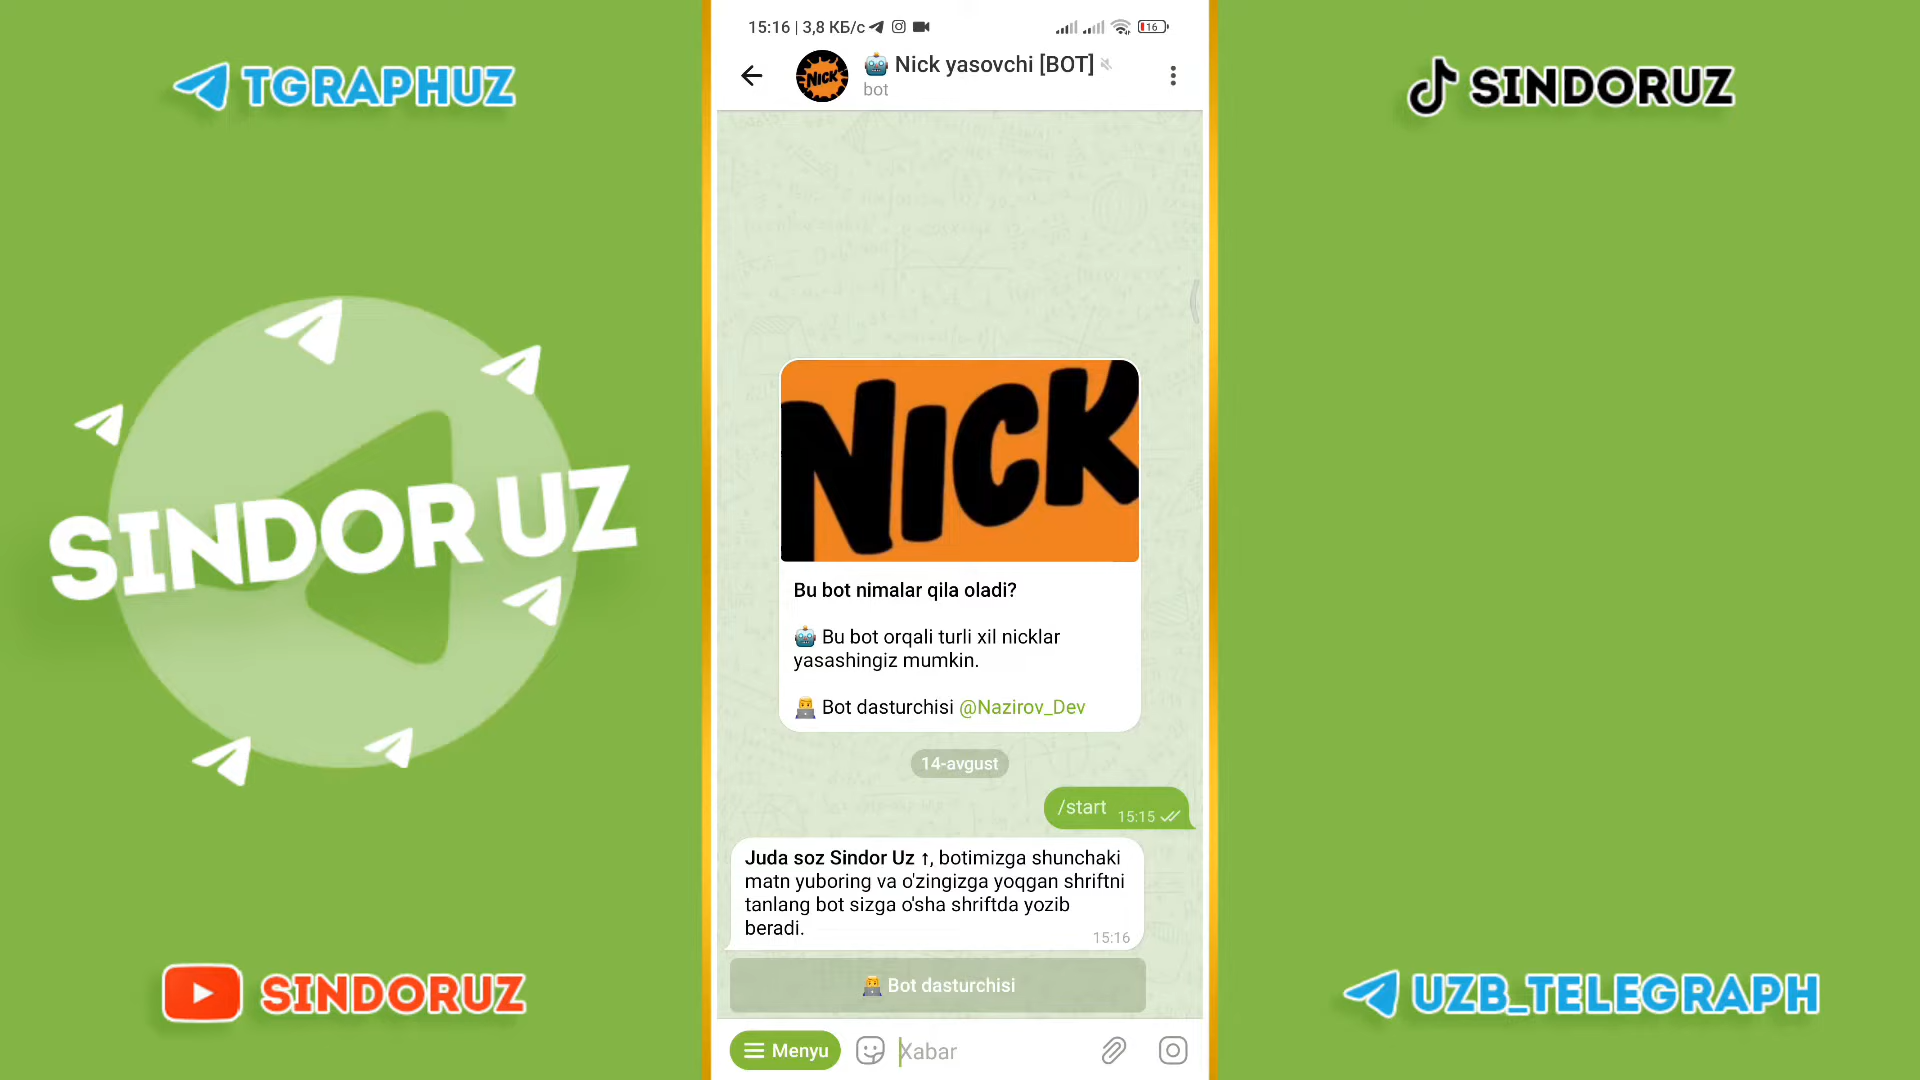 TGRAPHUZ
SINDORUZ
SINDOR UZ
SINDORUZ
UZB_TELEGRAPH
15:16 | 3,8 КБ/с
16
🤖 Nick yasovchi [BOT]
bot
NICK
NICK
Bu bot nimalar qila oladi?
🤖 Bu bot orqali turli xil nicklar
yasashingiz mumkin.
👨‍💻 Bot dasturchisi @Nazirov_Dev
14-avgust
/start 15:15
Juda soz Sindor Uz ↑, botimizga shunchaki
matn yuboring va o'zingizga yoqgan shriftni
tanlang bot sizga o'sha shriftda yozib
beradi.
15:16
👨‍💻 Bot dasturchisi
Menyu
Xabar